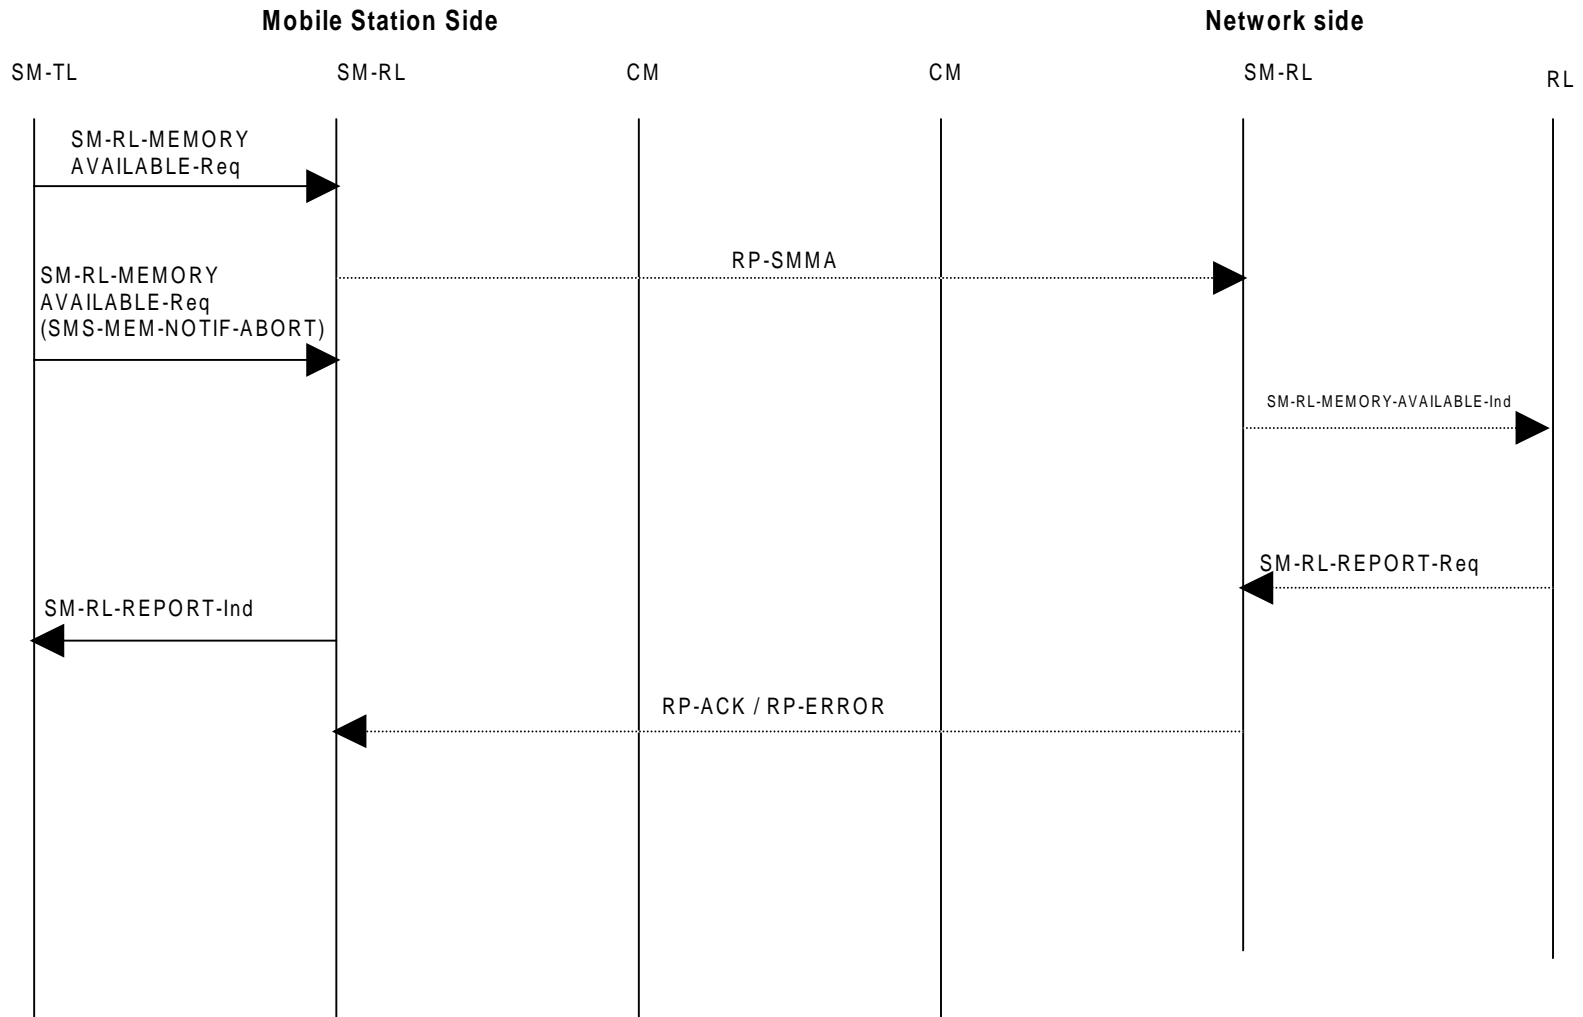 Mobile Station Side
Network side
SM-TL
SM-RL
CM
CM
SM-RL
RL
SM-RL-MEMORY
AVAILABLE-Req
RP-SMMA
SM-RL-MEMORY
AVAILABLE-Req
(SMS-MEM-NOTIF-ABORT)
SM-RL-MEMORY-AVAILABLE-Ind
SM-RL-REPORT-Req
SM-RL-REPORT-Ind
RP-ACK / RP-ERROR